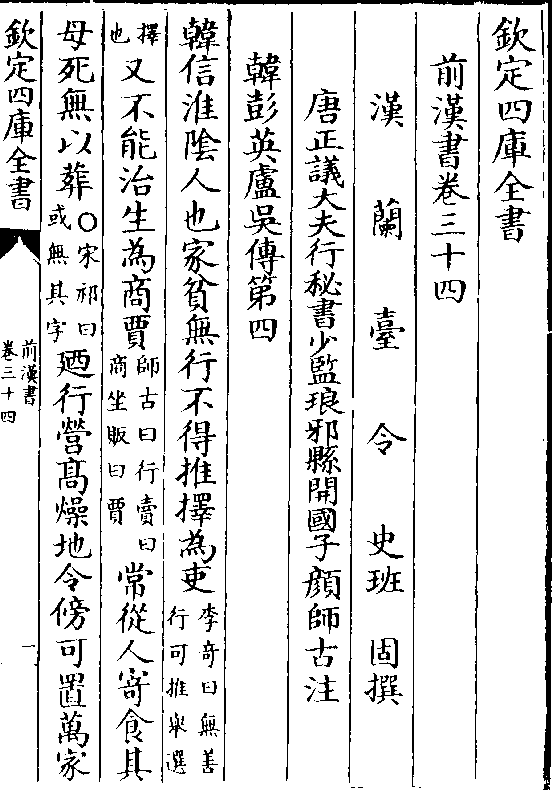 欽定四庫全書
前漢書卷三十四
漢蘭臺令史班固撰
唐正議大夫行秘書少監琅邪縣開國子顔師古注
韓彭英盧吳傳第四
韓信淮陰人也家貧無行不得推擇為吏李竒曰無善行可推舉選
擇也又不能治生為商賈師古曰行賣曰商坐販曰賈常從人寄食其
母死無以葬○宋祁曰或無其字廼行營髙燥地令傍可置萬家
欽定四庫全書
前漢書
卷三十四
一